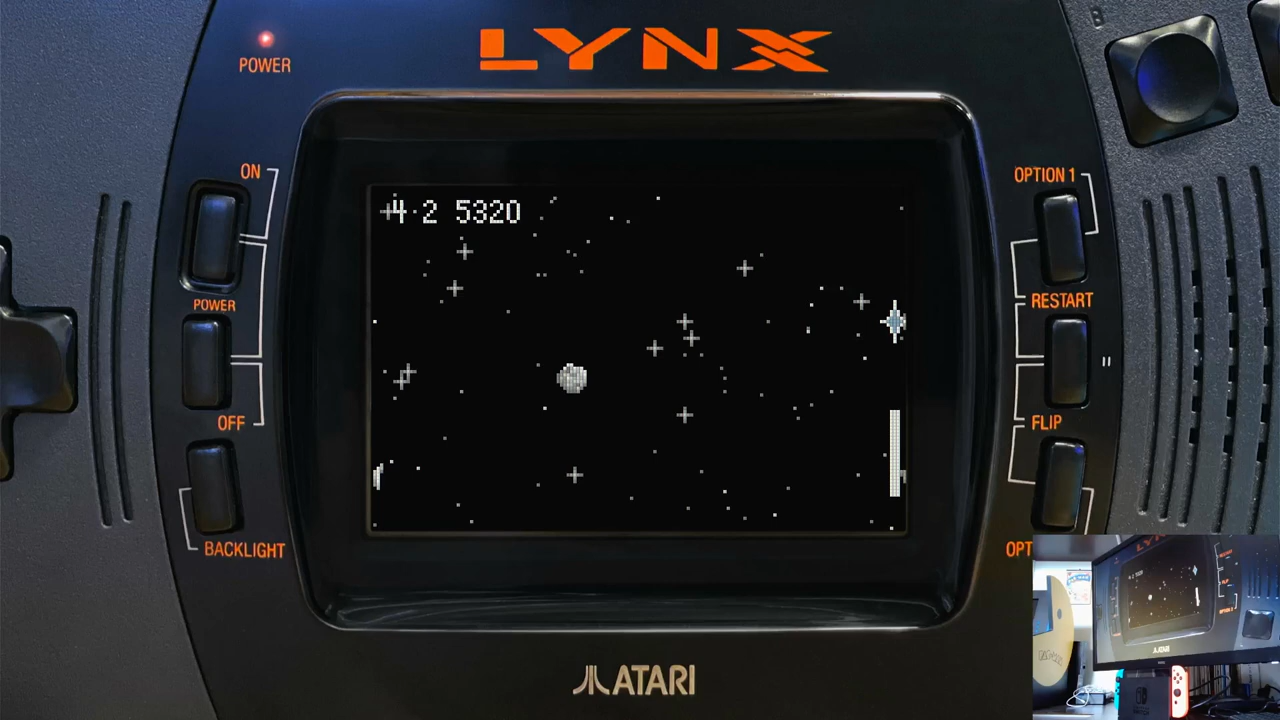 LYNX
POWER
B
ON
OPTION 1
4 2 5320
POWER
RESTART
OFF
FLIP
BACKLIGHT
OPT
ATARI